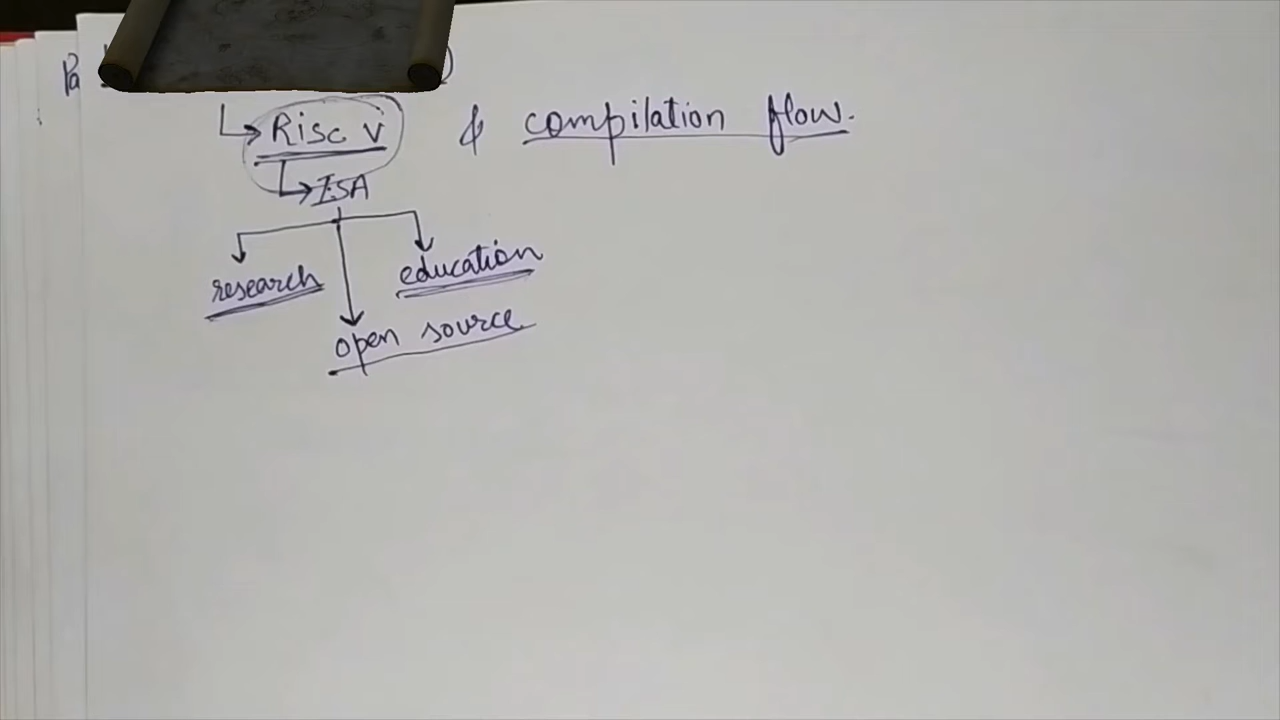 Risc V & compilation flow.
ISA
research education
open source